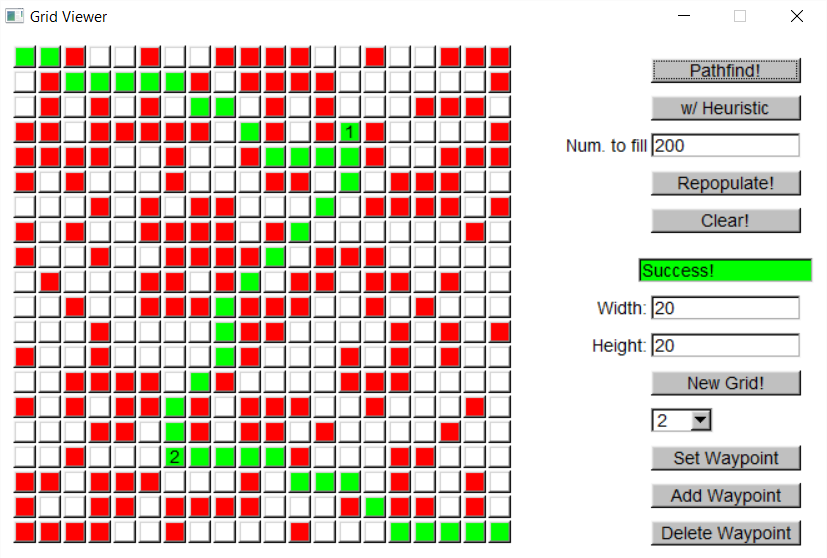 Grid Viewer
Pathfind!
w/ Heuristic
1
Num. to fill 200
Repopulate!
Clear!
Success!
Width: 20
Height: 20
New Grid!
2
2
Set Waypoint
Add Waypoint
Delete Waypoint